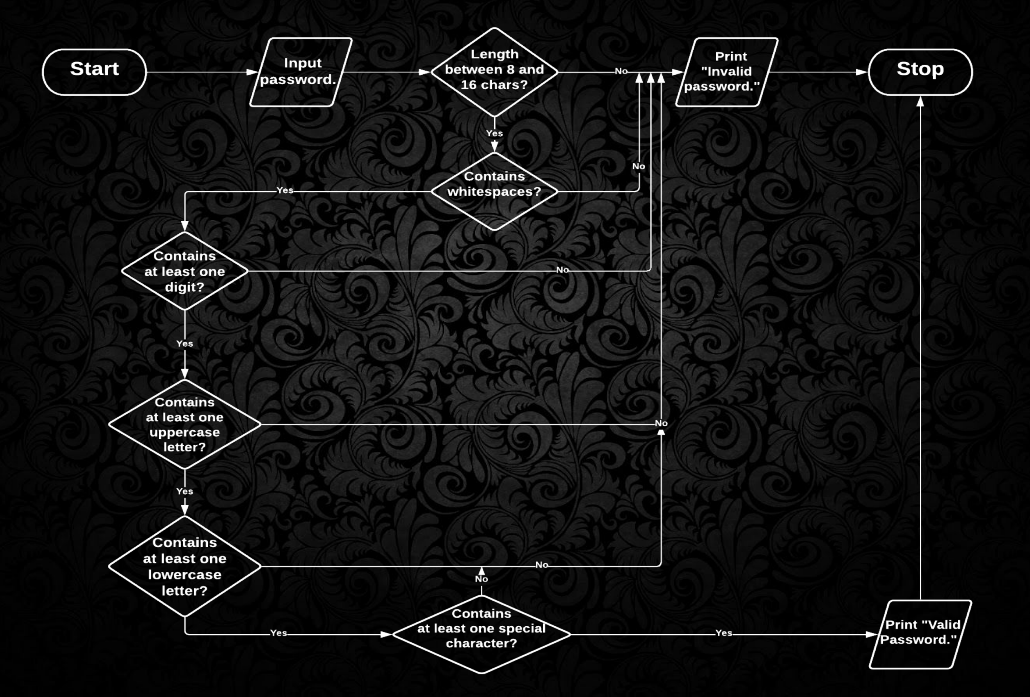 Start
Input
password.
Length
between 8 and
16 chars?
No
Print
"Invalid
password."
Stop
Yes
Contains
whitespaces?
No
Yes
Contains
at least one
digit?
No
Yes
Contains
at least one
uppercase
letter?
No
Yes
Contains
at least one
lowercase
letter?
No
No
Contains
at least one special
character?
Yes
Yes
Print "Valid
Password."